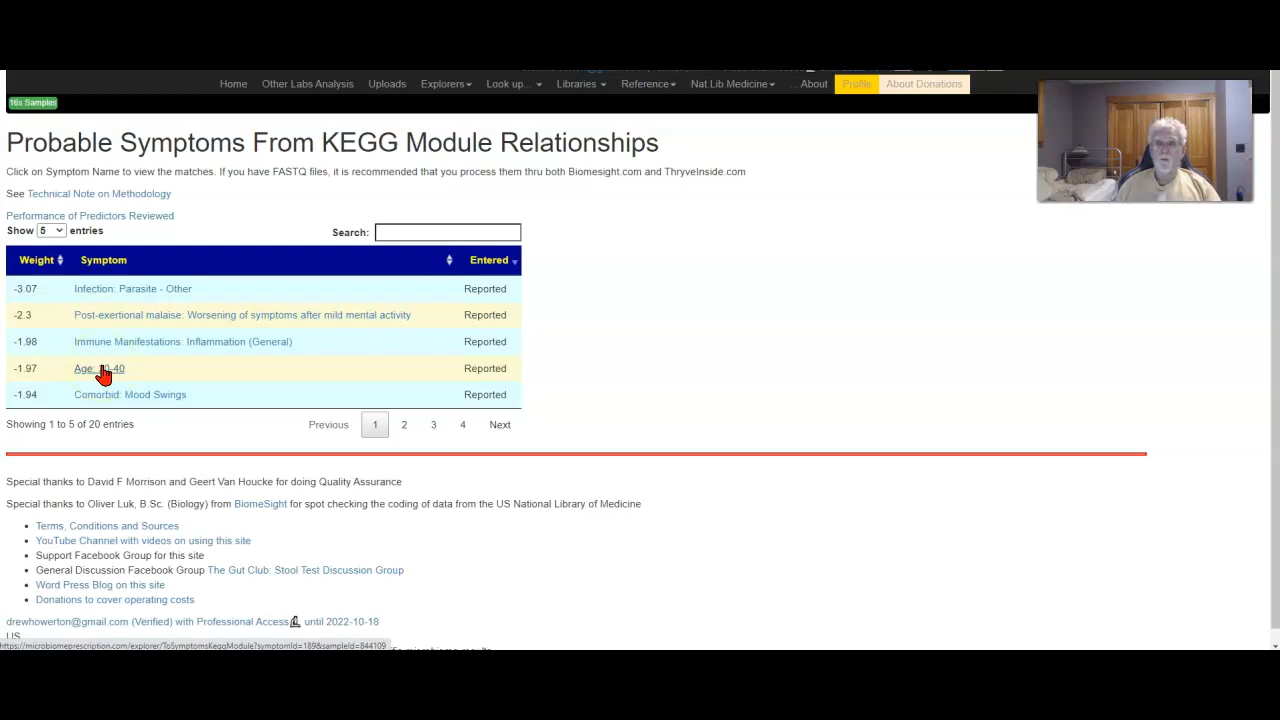 Home Other Labs Analysis Uploads Explorers Look up... Libraries Reference Nat.Lib.Medicine ... About Profile About Donations
16s Samples
Probable Symptoms From KEGG Module Relationships
Click on Symptom Name to view the matches. If you have FASTQ files, it is recommended that you process them thru both Biomesight.com and ThryveInside.com
See Technical Note on Methodology
Performance of Predictors Reviewed
Show 5 entries Search:
Weight Symptom Entered
-3.07 Infection: Parasite - Other Reported
-2.3 Post-exertional malaise: Worsening of symptoms after mild mental activity Reported
-1.98 Immune Manifestations: Inflammation (General) Reported
-1.97 Age: Reported
-1.94 Comorbid: Mood Swings Reported
Showing 1 to 5 of 20 entries Previous 1 2 3 4 Next
Special thanks to David F Morrison and Geert Van Houcke for doing Quality Assurance
Special thanks to Oliver Luk, B.Sc. (Biology) from BiomeSight for spot checking the coding of data from the US National Library of Medicine
• Terms, Conditions and Sources
• YouTube Channel with videos on using this site
• Support Facebook Group for this site
• General Discussion Facebook Group The Gut Club: Stool Test Discussion Group
• Word Press Blog on this site
• Donations to cover operating costs
drewhowerton@gmail.com (Verified) with Professional Access until 2022-10-18
US
https://microbiomeprescription.com/explorer/ToSymptomsKeggModule?symptomId=189&sampleId=844109